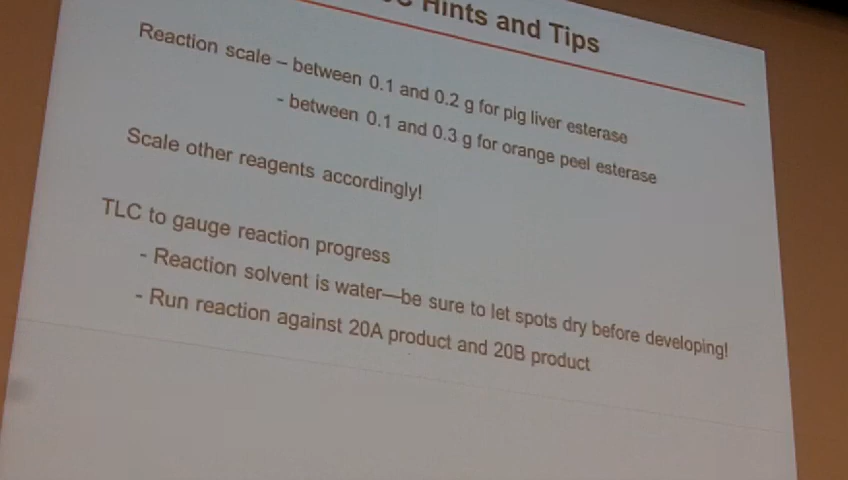 Hints and Tips
Reaction scale – between 0.1 and 0.2 g for pig liver esterase
- between 0.1 and 0.3 g for orange peel esterase
Scale other reagents accordingly!
TLC to gauge reaction progress
- Reaction solvent is water—be sure to let spots dry before developing!
- Run reaction against 20A product and 20B product